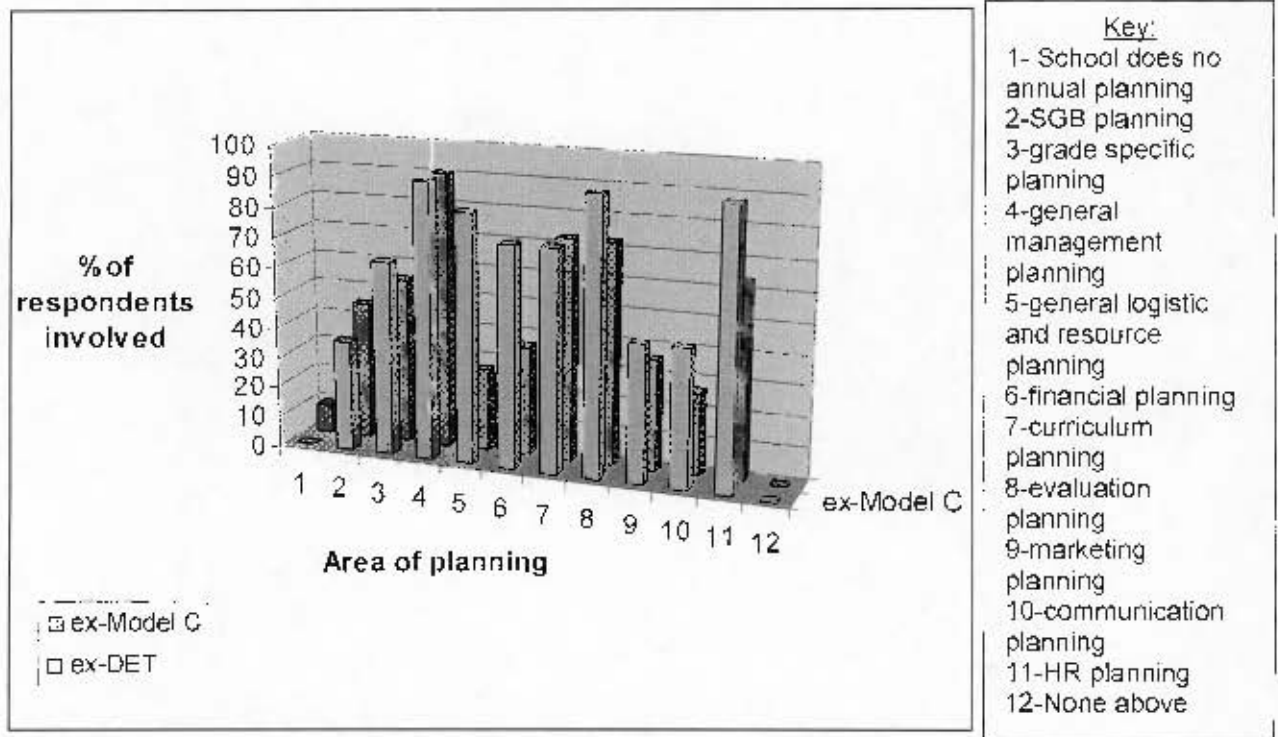 100
90
80
70
60
50
40
30
20
10
0
% of
respondents
involved
1 2 3 4 5 6 7 8 9 10 11 12
ex-Model C
Area of planning
ex-Model C
ex-DET
Key:
1- School does no
annual planning
2-SGB planning
3-grade specific
planning
4-general
management
planning
5-general logistic
and resource
planning
6-financial planning
7-curriculum
planning
8-evaluation
planning
9-marketing
planning
10-communication
planning
11-HR planning
12-None above